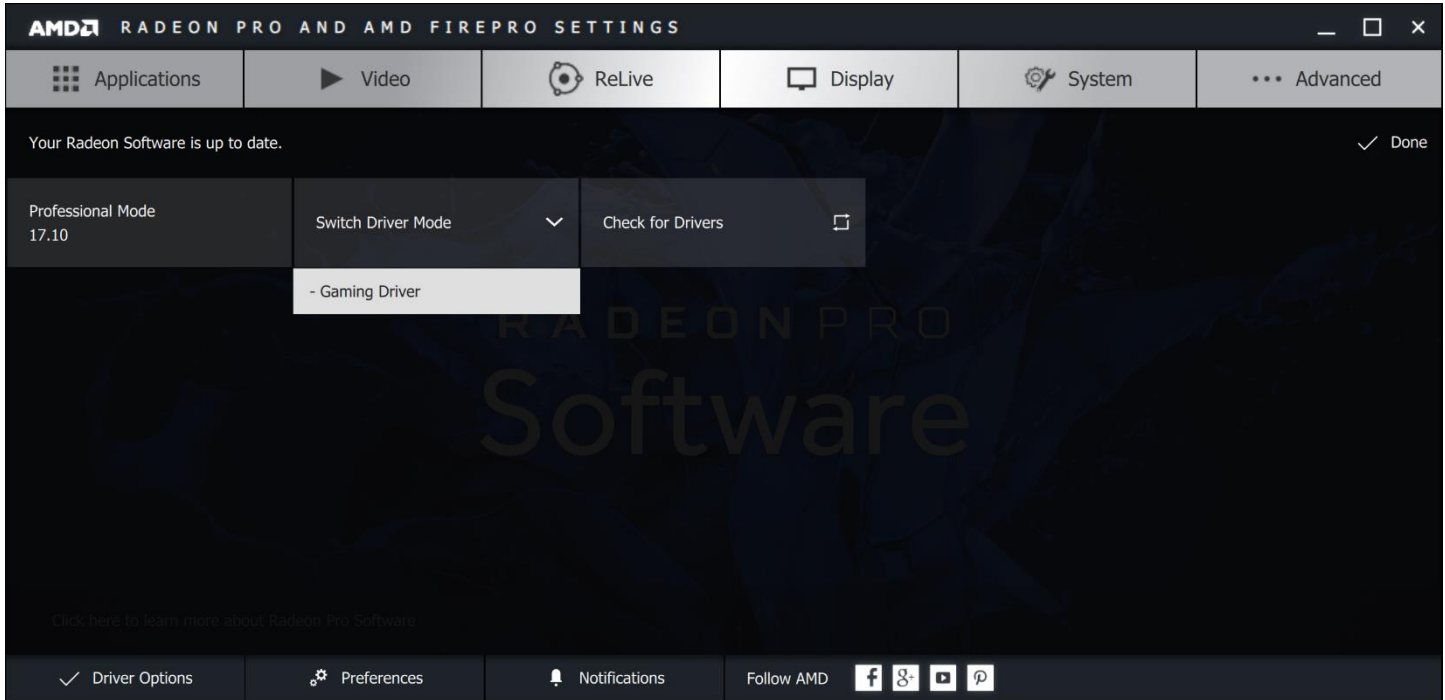 AMD RADEON PRO AND AMD FIREPRO SETTINGS
Applications Video ReLive Display System Advanced
Your Radeon Software is up to date. Done
Professional Mode
17.10
Switch Driver Mode
Check for Drivers
- Gaming Driver
RADEON PRO
Software
Click here to learn more about Radeon Pro Software
Driver Options Preferences Notifications Follow AMD f g+